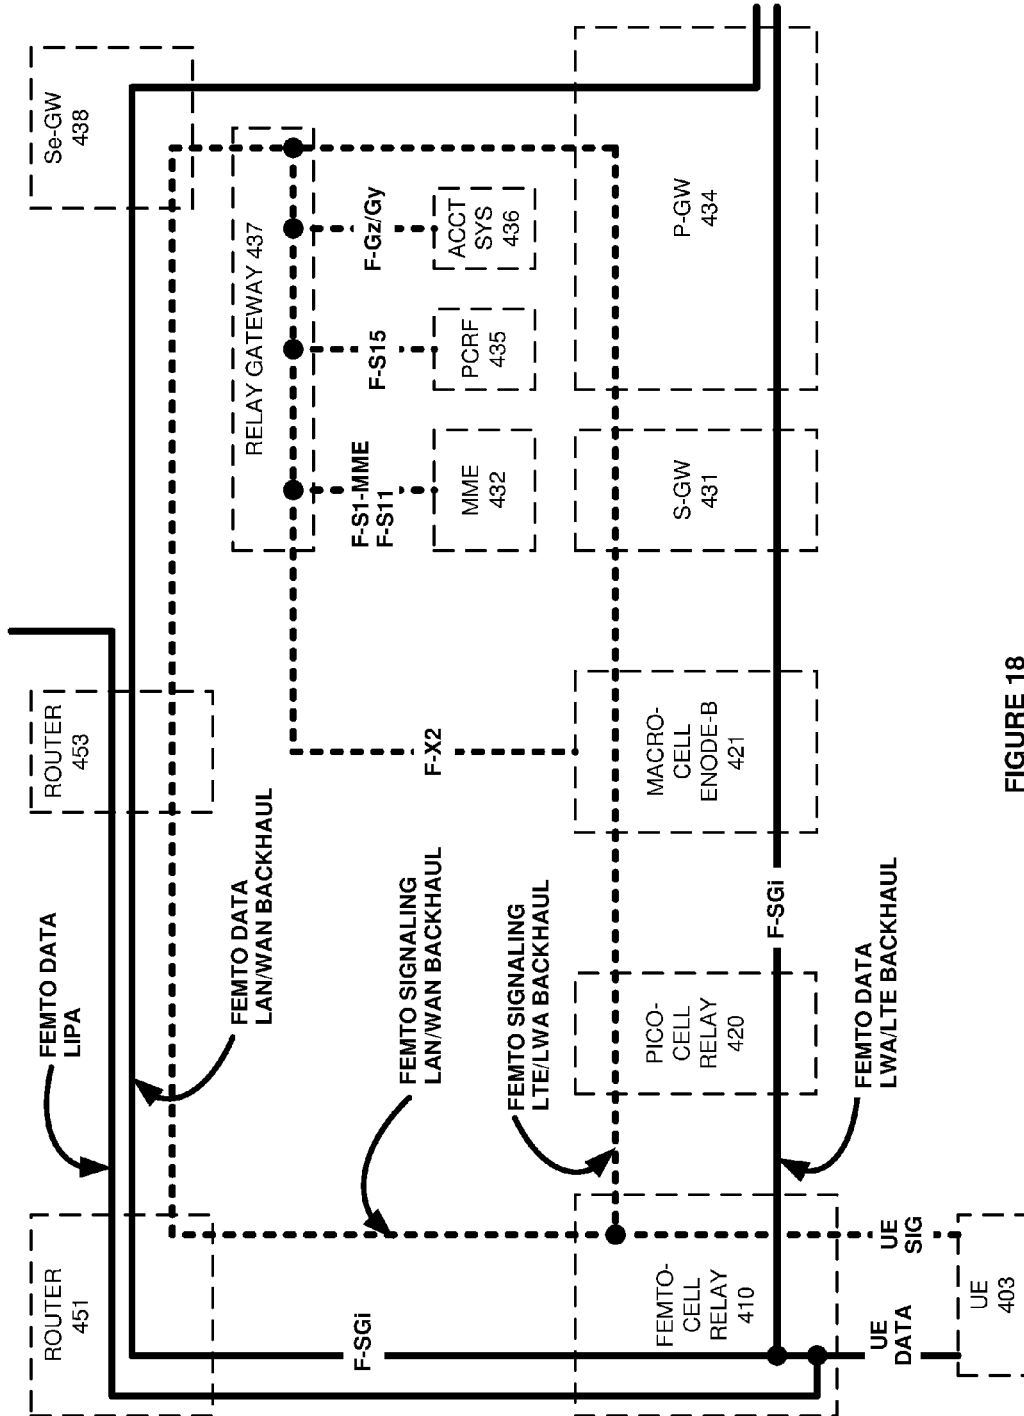 ROUTER
451
ROUTER
453
Se-GW
438
FEMTO DATA
LIPA
FEMTO DATA
LAN/WAN BACKHAUL
RELAY GATEWAY 437
F-SGi
FEMTO SIGNALING
LAN/WAN BACKHAUL
F-X2
F-S1-MME
F-S11
F-S15
F-Gz/Gy
MME
432
PCRF
435
ACCT
SYS
436
FEMTO SIGNALING
LTE/LWA BACKHAUL
FEMTO-
CELL
RELAY
410
PICO-
CELL
RELAY
420
MACRO-
CELL
ENODE-B
421
S-GW
431
P-GW
434
F-SGi
UE
DATA
UE
SIG
FEMTO DATA
LWA/LTE BACKHAUL
UE
403
FIGURE 18